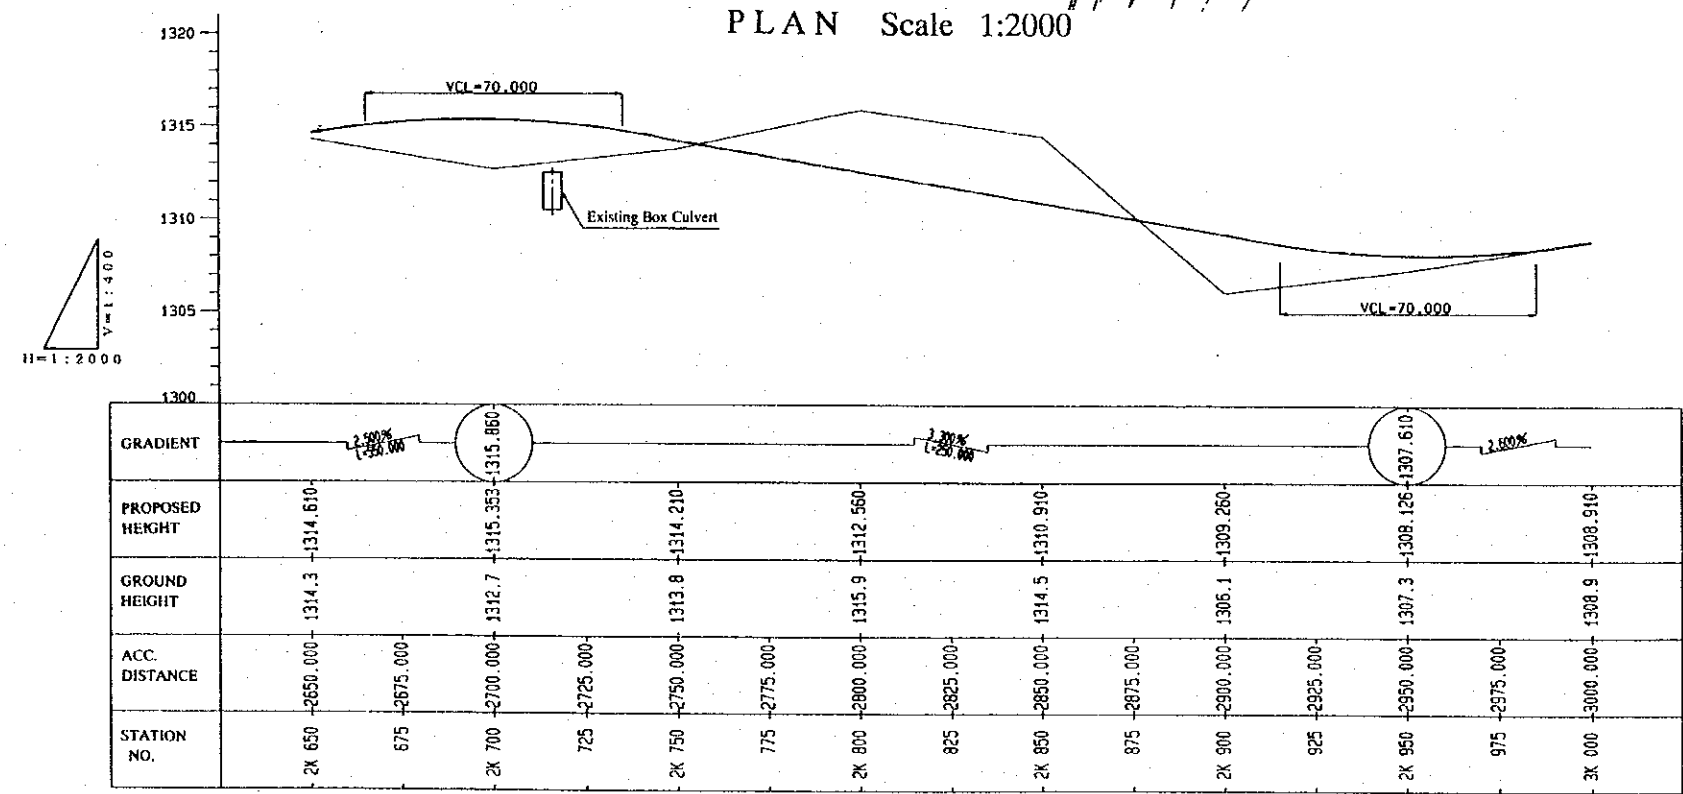 PLAN Scale 1:2000
1320
VCL=70.000
1315
1310
Existing Box Culvert
V=1:400
1305
VCL=70.000
H=1:2000
1300
GRADIENT
2.500%
L=350.000
1315.860
3.300%
L=250.000
1307.610
2.600%
PROPOSED
HEIGHT
1314.610
1315.353
1314.210
1312.560
1310.910
1309.260
1308.126
1308.910
GROUND
HEIGHT
1314.3
1312.7
1313.8
1315.9
1314.5
1306.1
1307.3
1308.9
ACC.
DISTANCE
2650.000
2675.000
2700.000
2725.000
2750.000
2775.000
2800.000
2825.000
2850.000
2875.000
2900.000
2925.000
2950.000
2975.000
3000.000
STATION
NO.
2K 650
675
2K 700
725
2K 750
775
2K 800
825
2K 850
875
2K 900
925
2K 950
975
3K 000